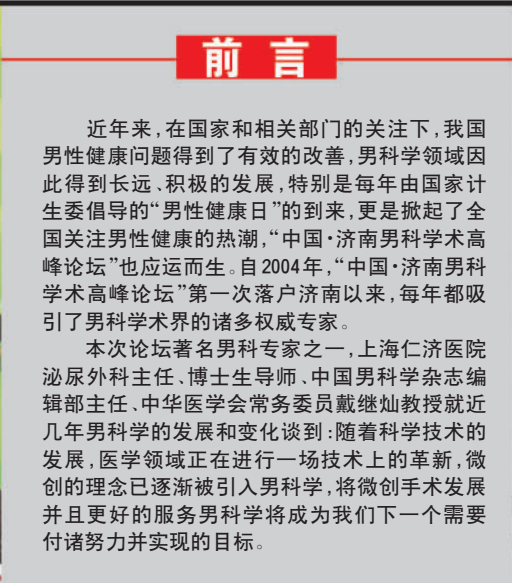 前言
近年来,在国家和相关部门的关注下,我国
男性健康问题得到了有效的改善,男科学领域因
此得到长远、积极的发展,特别是每年由国家计
生委倡导的“男性健康日”的到来,更是掀起了全
国关注男性健康的热潮,“中国·济南男科学术高
峰论坛”也应运而生。自2004年,“中国·济南男科
学术高峰论坛”第一次落户济南以来,每年都吸
引了男科学术界的诸多权威专家。
本次论坛著名男科专家之一,上海仁济医院
泌尿外科主任、博士生导师、中国男科学杂志编
辑部主任、中华医学会常务委员戴继灿教授就近
几年男科学的发展和变化谈到:随着科学技术的
发展,医学领域正在进行一场技术上的革新,微
创的理念已逐渐被引入男科学,将微创手术发展
并且更好的服务男科学将成为我们下一个需要
付诸努力并实现的目标。